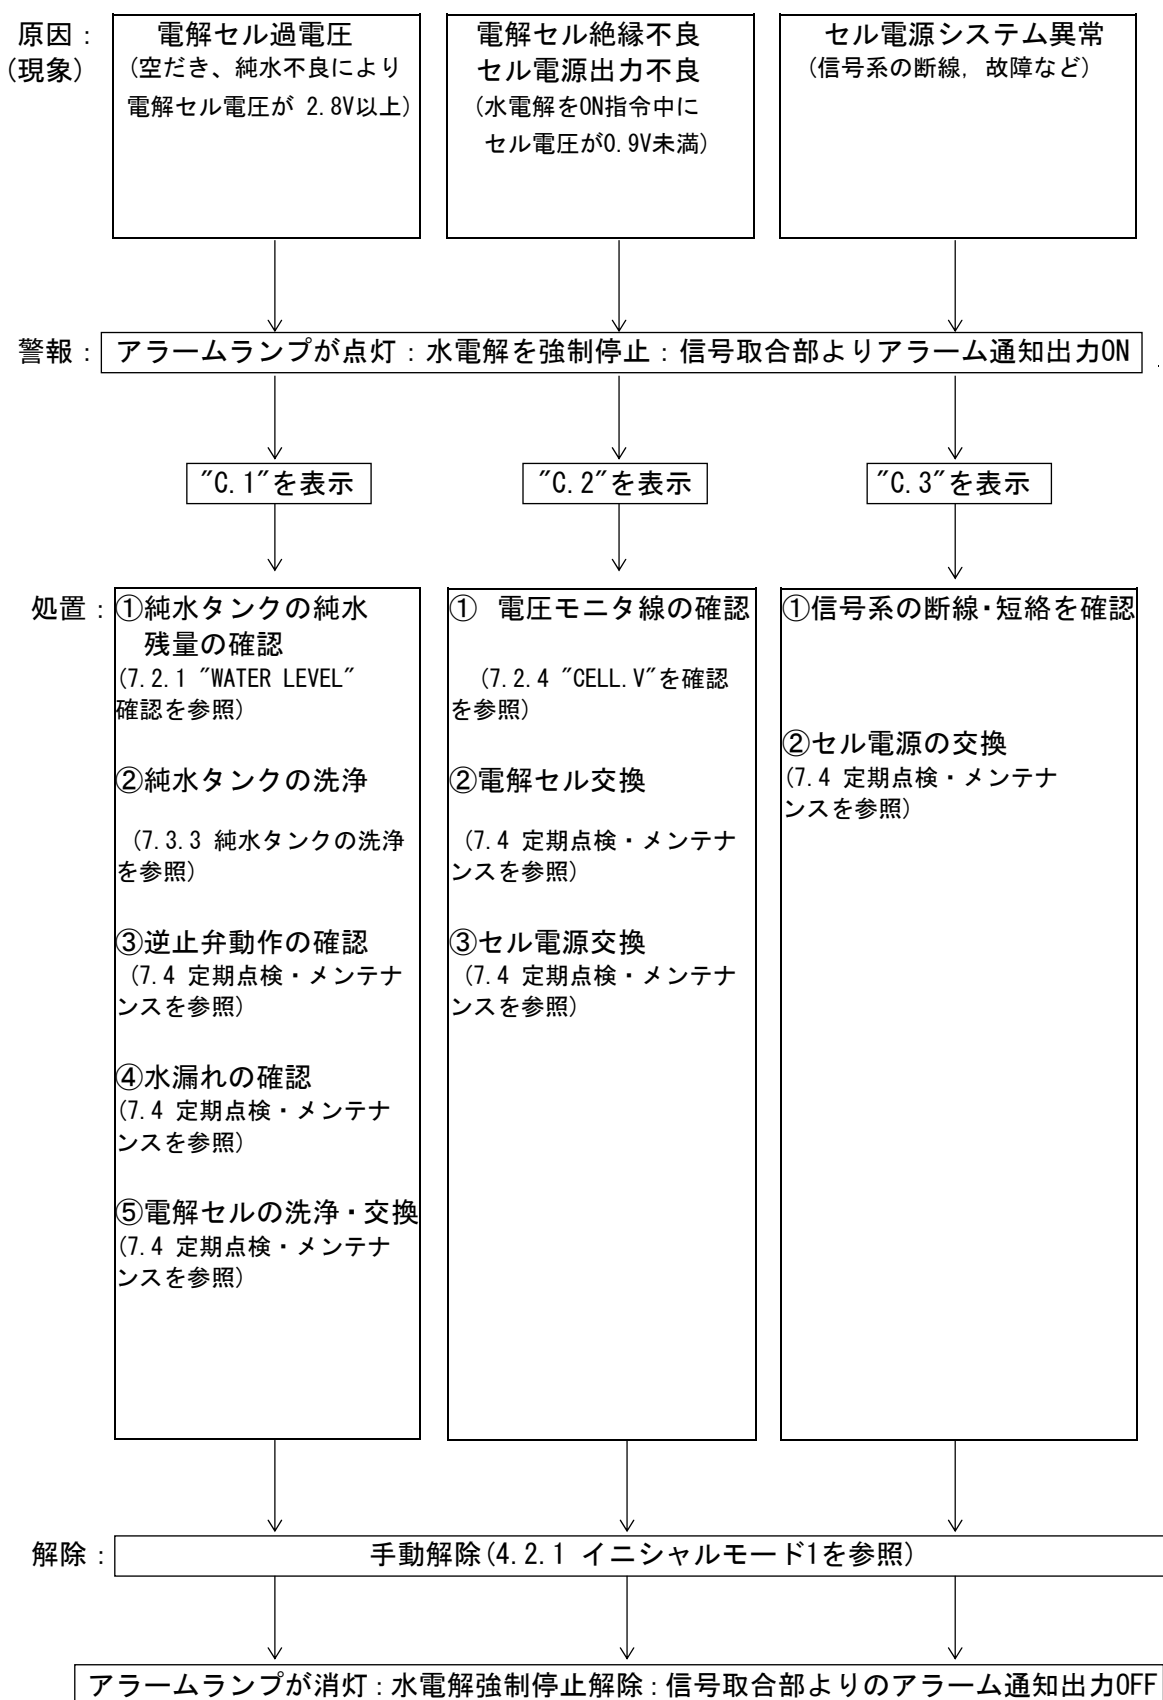 原因：
(現象)
電解セル過電圧
(空だき、純水不良により
電解セル電圧が 2.8V以上)
電解セル絶縁不良
セル電源出力不良
(水電解をON指令中に
セル電圧が0.9V未満)
セル電源システム異常
(信号系の断線, 故障など)
警報：
アラームランプが点灯：水電解を強制停止：信号取合部よりアラーム通知出力ON
"C.1"を表示
"C.2"を表示
"C.3"を表示
処置：
①純水タンクの純水
残量の確認
(7.2.1 "WATER LEVEL"
確認を参照)
②純水タンクの洗浄
(7.3.3 純水タンクの洗浄
を参照)
③逆止弁動作の確認
(7.4 定期点検・メンテナ
ンスを参照)
④水漏れの確認
(7.4 定期点検・メンテナ
ンスを参照)
⑤電解セルの洗浄・交換
(7.4 定期点検・メンテナ
ンスを参照)
① 電圧モニタ線の確認
(7.2.4 "CELL.V"を確認
を参照)
②電解セル交換
(7.4 定期点検・メンテナ
ンスを参照)
③セル電源交換
(7.4 定期点検・メンテナ
ンスを参照)
①信号系の断線・短絡を確認
②セル電源の交換
(7.4 定期点検・メンテナ
ンスを参照)
解除：
手動解除(4.2.1 イニシャルモード1を参照)
アラームランプが消灯：水電解強制停止解除：信号取合部よりのアラーム通知出力OFF